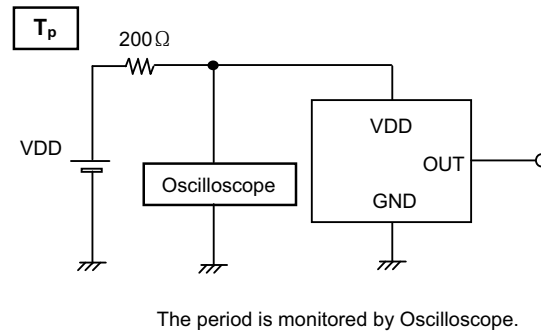 Tp
200Ω
VDD
VDD
OUT
Oscilloscope
GND
The period is monitored by Oscilloscope.